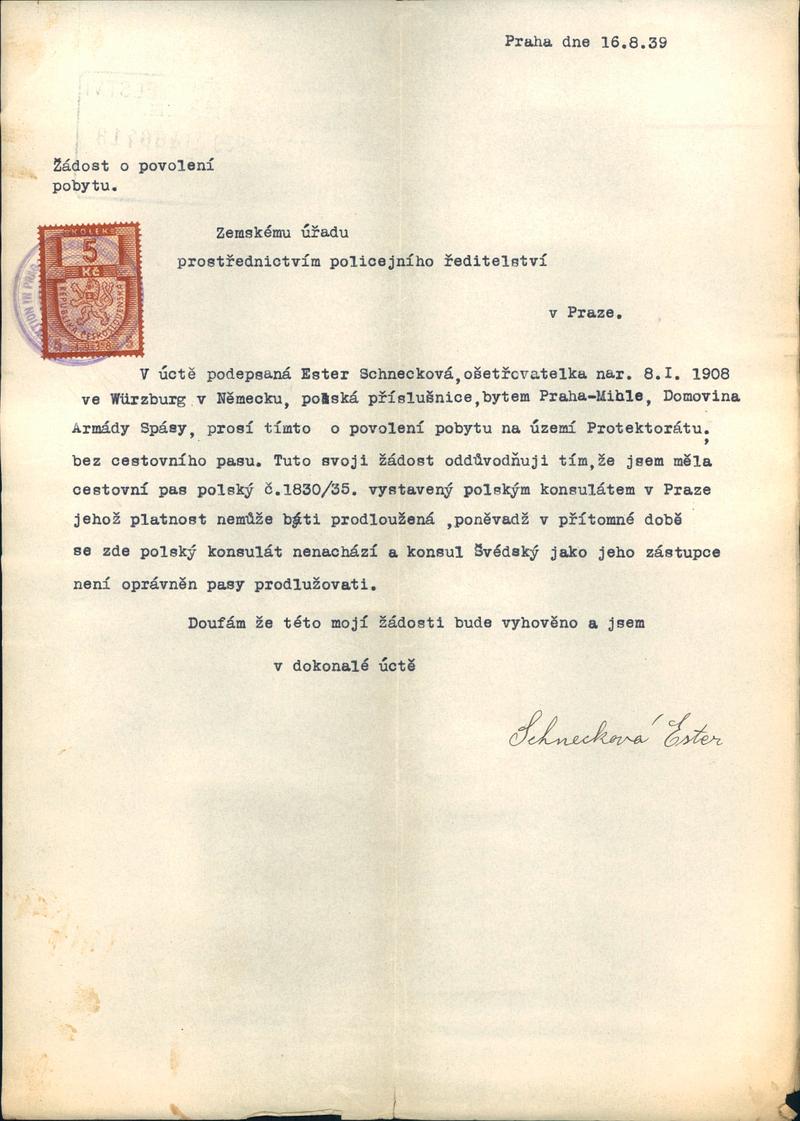 Praha dne 16.8.39
Žádost o povolení
pobytu.
KOLEK
5
Kč
REPUBLIKA ČESKOSLOVENSKÁ
1938
Zemskému úřadu
prostřednictvím policejního ředitelství
v Praze.
V úctě podepsaná Ester Schnecková,ošetřovatelka nar. 8.I. 1908
ve Würzburg v Německu, polská příslušnice,bytem Praha-Mihle, Domovina
Armády Spásy, prosí tímto o povolení pobytu na území Protektorátu,
bez cestovního pasu. Tuto svoji žádost oddůvodňuji tím,že jsem měla
cestovní pas polský č.1830/35. vystavený polským konsulátem v Praze
jehož platnost nemůže býti prodloužená ,poněvadž v přítomné době
se zde polský konsulát nenachází a konsul Švédský jako jeho zástupce
není oprávněn pasy prodlužovati.
Doufám že této mojí žádosti bude vyhověno a jsem
v dokonalé úctě
Schnecková Ester